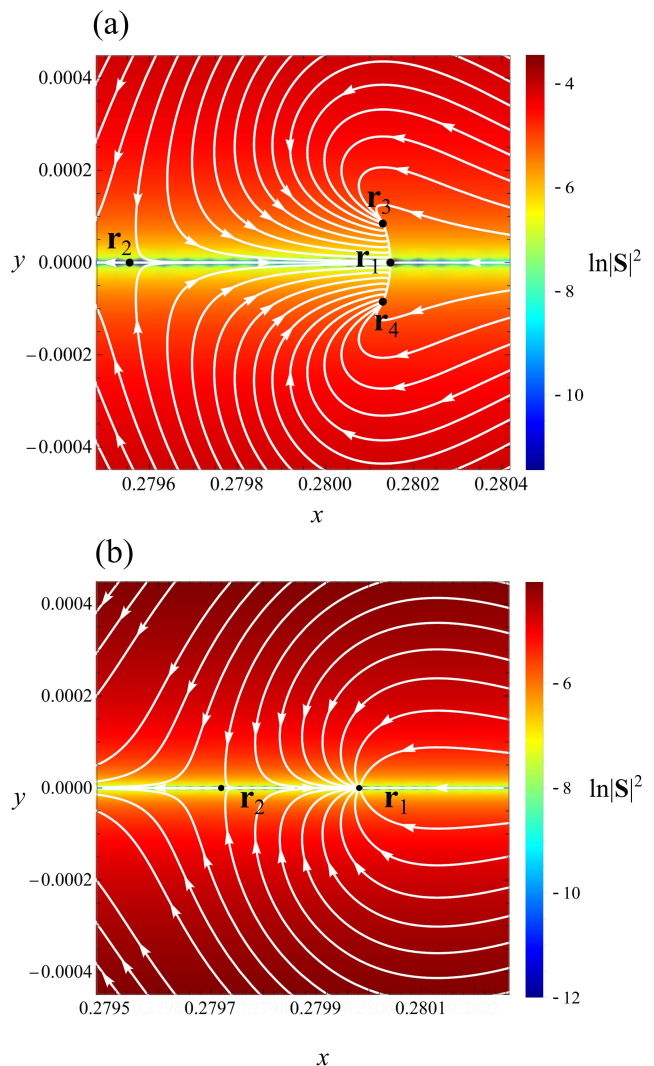 (a)
0.0004
0.0002
0.0000
−0.0002
−0.0004
y
r₃
r₂
r₁
r₄
0.2796
0.2798
0.2800
0.2802
0.2804
x
- 4
- 6
- 8
- 10
ln|S|²
(b)
0.0004
0.0002
0.0000
−0.0002
−0.0004
y
r₂
r₁
0.2795
0.2797
0.2799
0.2801
x
- 6
- 8
- 10
- 12
ln|S|²